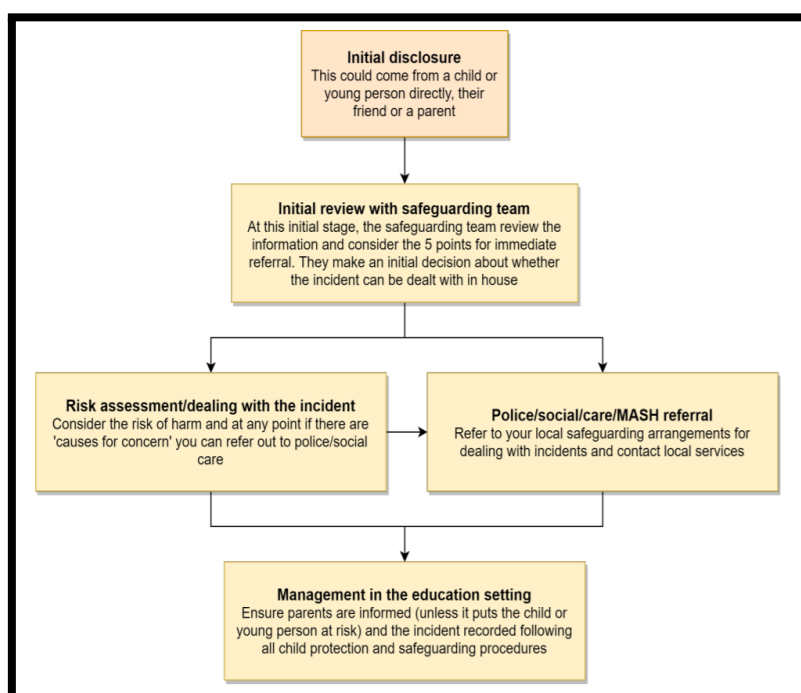 Initial disclosure
This could come from a child or
young person directly, their
friend or a parent
Initial review with safeguarding team
At this initial stage, the safeguarding team review the
information and consider the 5 points for immediate
referral. They make an initial decision about whether
the incident can be dealt with in house
Risk assessment/dealing with the incident
Consider the risk of harm and at any point if there are
'causes for concern' you can refer out to police/social
care
Police/social/care/MASH referral
Refer to your local safeguarding arrangements for
dealing with incidents and contact local services
Management in the education setting
Ensure parents are informed (unless it puts the child or
young person at risk) and the incident recorded following
all child protection and safeguarding procedures